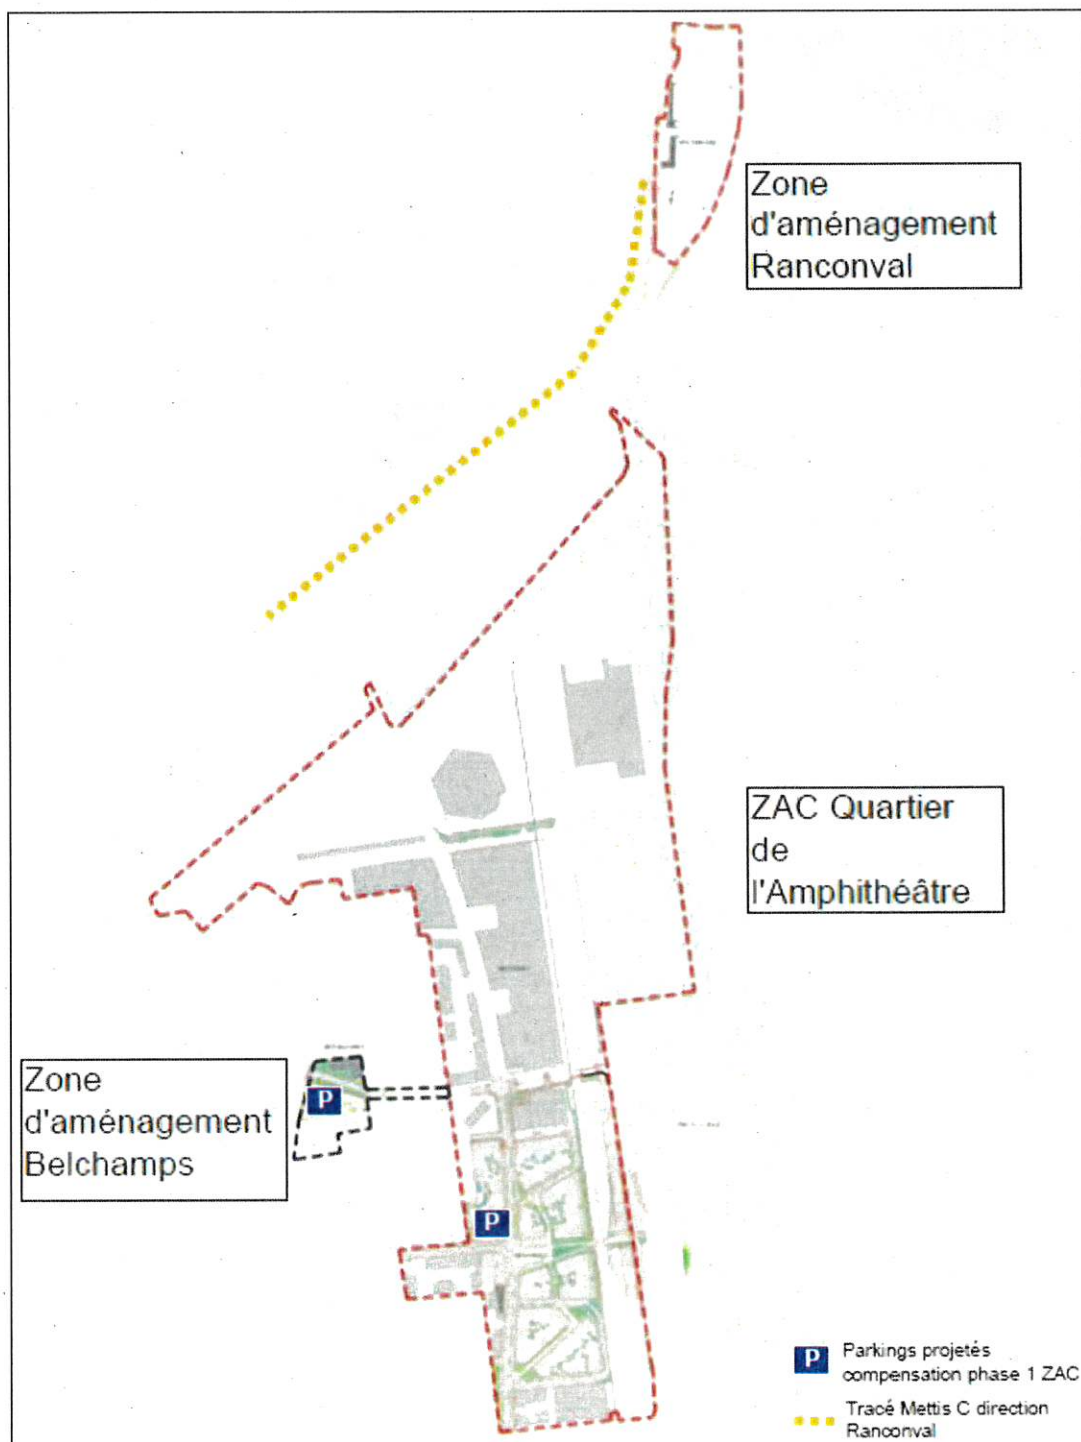 Zone
d'aménagement
Ranconval
ZAC Quartier
de
l'Amphithéâtre
Zone
d'aménagement
Belchamps
P
P
P
Parkings projetés
compensation phase 1 ZAC
Tracé Mettis C direction
Ranconval